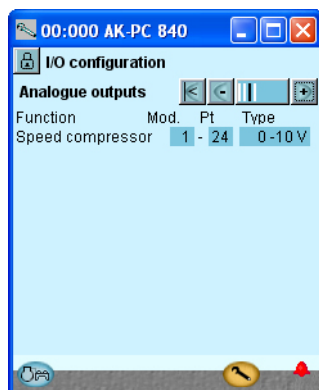 00:000 AK-PC 840
I/O configuration
Analogue outputs
Function Mod. Pt Type
Speed compressor 1 - 24 0 -10 V